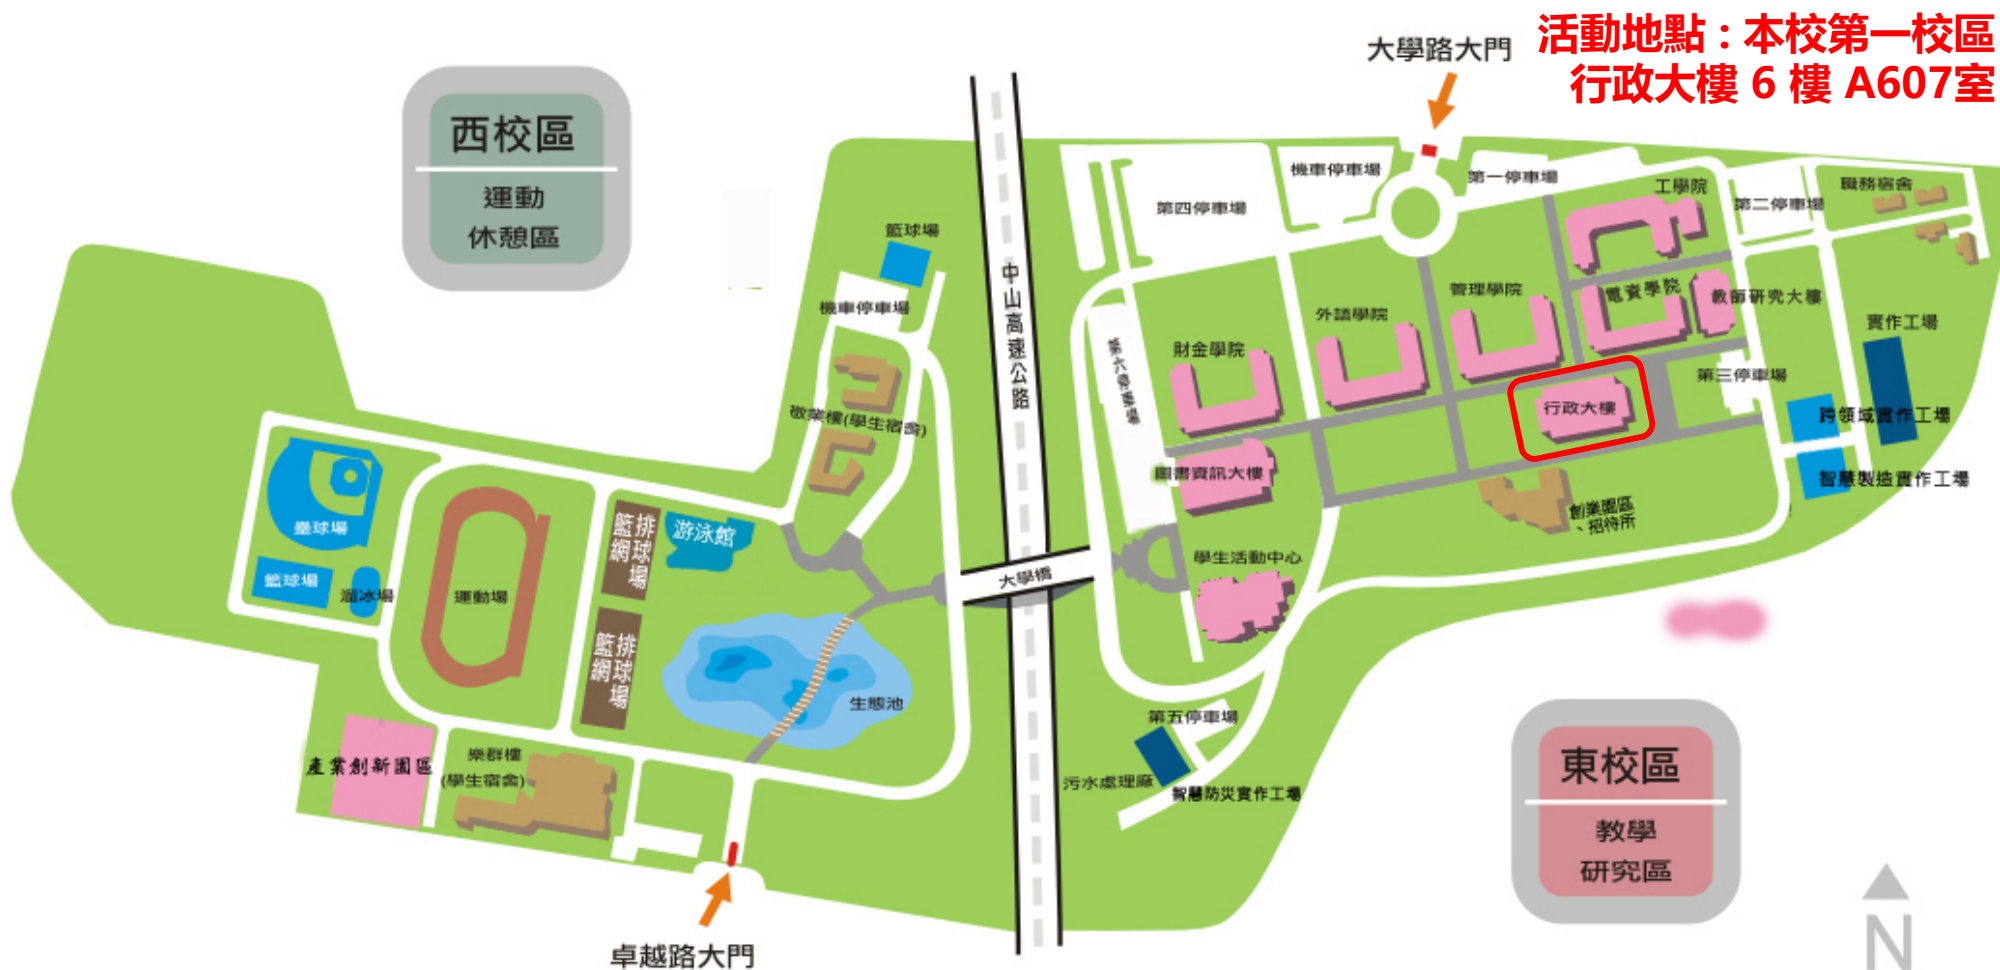 活動地點：本校第一校區
行政大樓 6 樓 A607室
大學路大門
西校區
運動
休憩區
機車停車場
第一停車場
工學院
職務宿舍
第四停車場
第二停車場
籃球場
中山高速公路
管理學院
電資學院
教師研究大樓
機車停車場
外語學院
實作工場
財金學院
第六停車場
第三停車場
行政大樓
敬業樓(學生宿舍)
跨領域實作工場
圖書資訊大樓
智慧製造實作工場
創業園區
、招待所
壘球場
排球場
籃網
游泳館
學生活動中心
大學橋
籃球場
溜冰場
運動場
排球場
籃網
生態池
第五停車場
樂群樓
(學生宿舍)
產業創新園區
污水處理廠
智慧防災實作工場
東校區
教學
研究區
卓越路大門
N